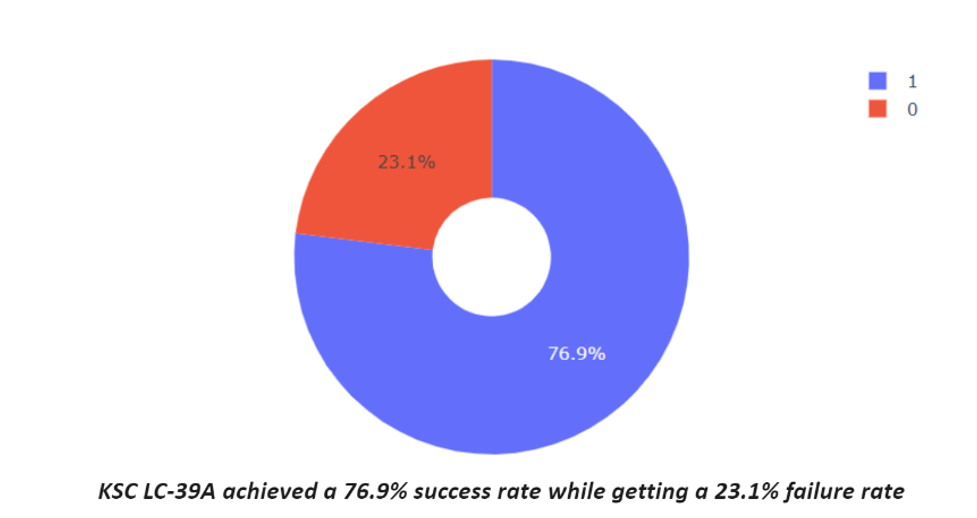 1
0
23.1%
76.9%
KSC LC-39A achieved a 76.9% success rate while getting a 23.1% failure rate